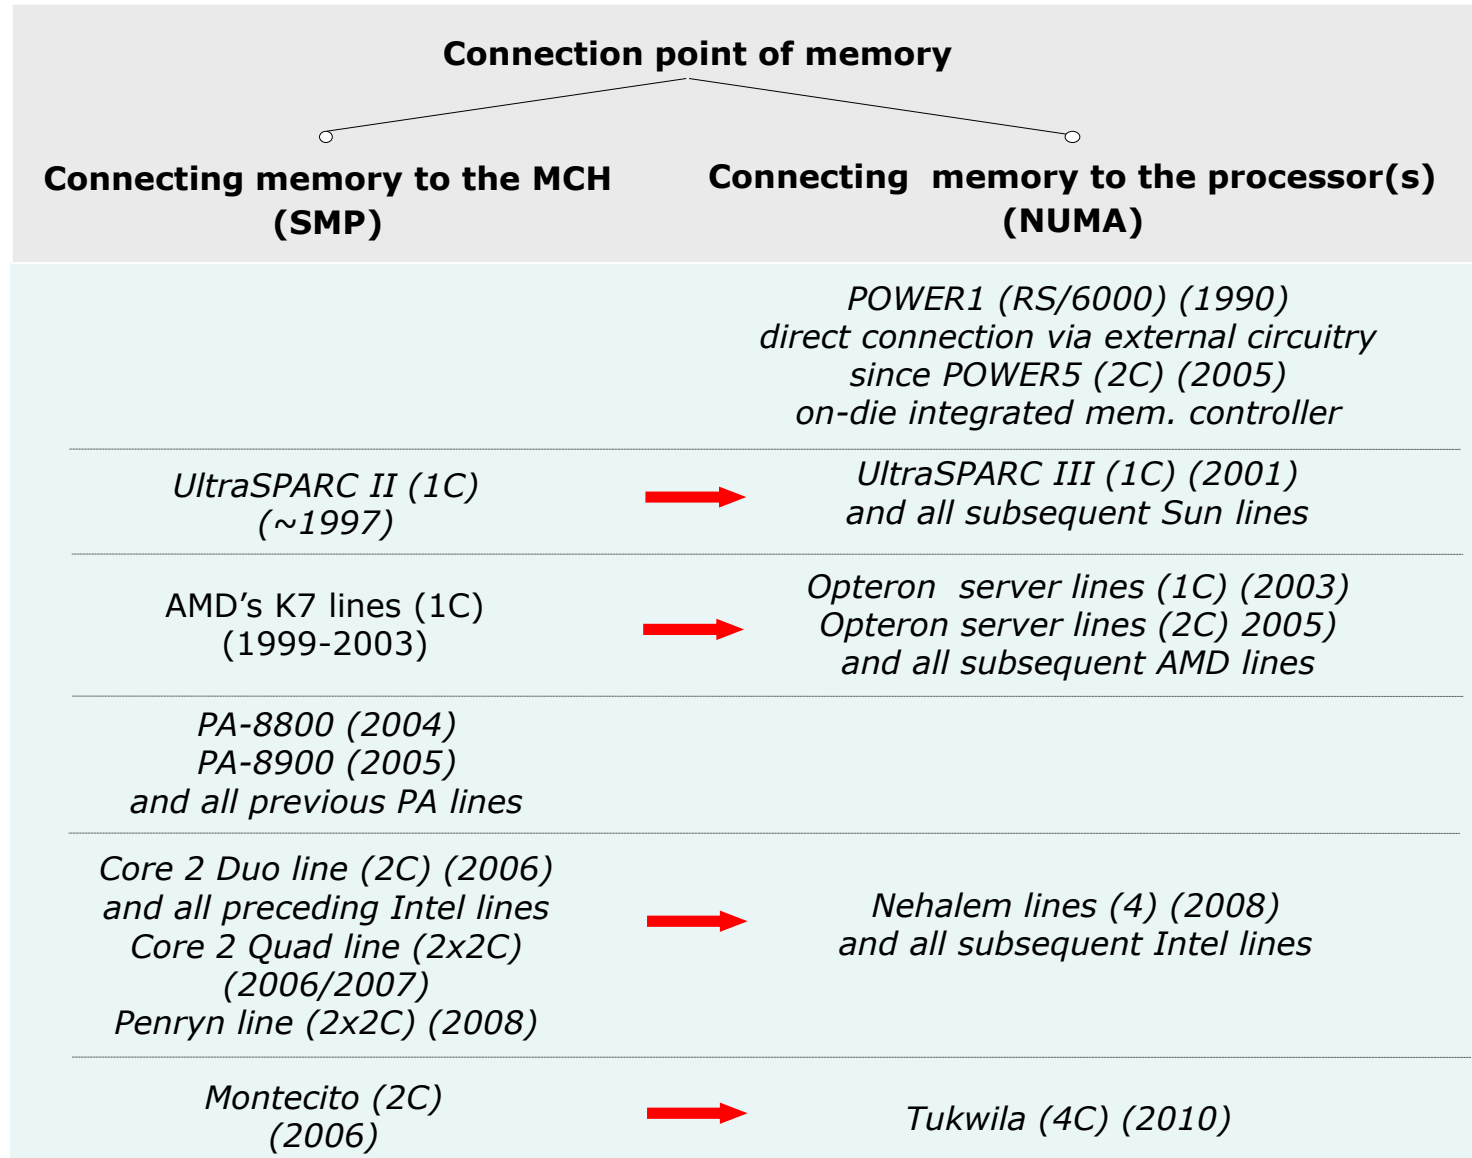 Connection point of memory
Connecting memory to the MCH
(SMP)
Connecting memory to the processor(s)
(NUMA)
POWER1 (RS/6000) (1990)
direct connection via external circuitry
since POWER5 (2C) (2005)
on-die integrated mem. controller
UltraSPARC II (1C)
(~1997)
UltraSPARC III (1C) (2001)
and all subsequent Sun lines
AMD’s K7 lines (1C)
(1999-2003)
Opteron server lines (1C) (2003)
Opteron server lines (2C) 2005)
and all subsequent AMD lines
PA-8800 (2004)
PA-8900 (2005)
and all previous PA lines
Core 2 Duo line (2C) (2006)
and all preceding Intel lines
Core 2 Quad line (2x2C)
(2006/2007)
Penryn line (2x2C) (2008)
Nehalem lines (4) (2008)
and all subsequent Intel lines
Montecito (2C)
(2006)
Tukwila (4C) (2010)